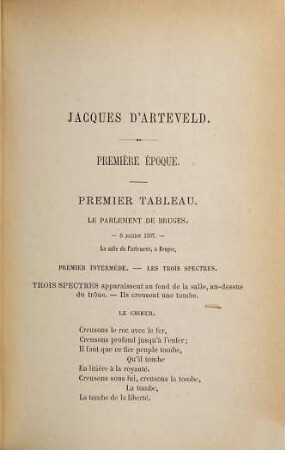 JACQUES D'ARTEVELD.
PREMIÈRE ÉPOQUE.
PREMIER TABLEAU.
LE PARLEMENT DE BRUGES.
— 6 juillet 1337. —
La salle du Parlement, à Bruges.
PREMIER INTERMÈDE. — LES TROIS SPECTRES.
TROIS SPECTRES apparaissent au fond de la salle, au-dessus
du trône. — Ils creusent une tombe.
LE CHŒUR.
Creusons le roc avec le fer,
Creusons profond jusqu'à l'enfer ;
Il faut que ce fier peuple tombe,
Qu'il tombe
En litière à la royauté.
Creusons sous lui, creusons la tombe,
La tombe,
La tombe de la liberté.